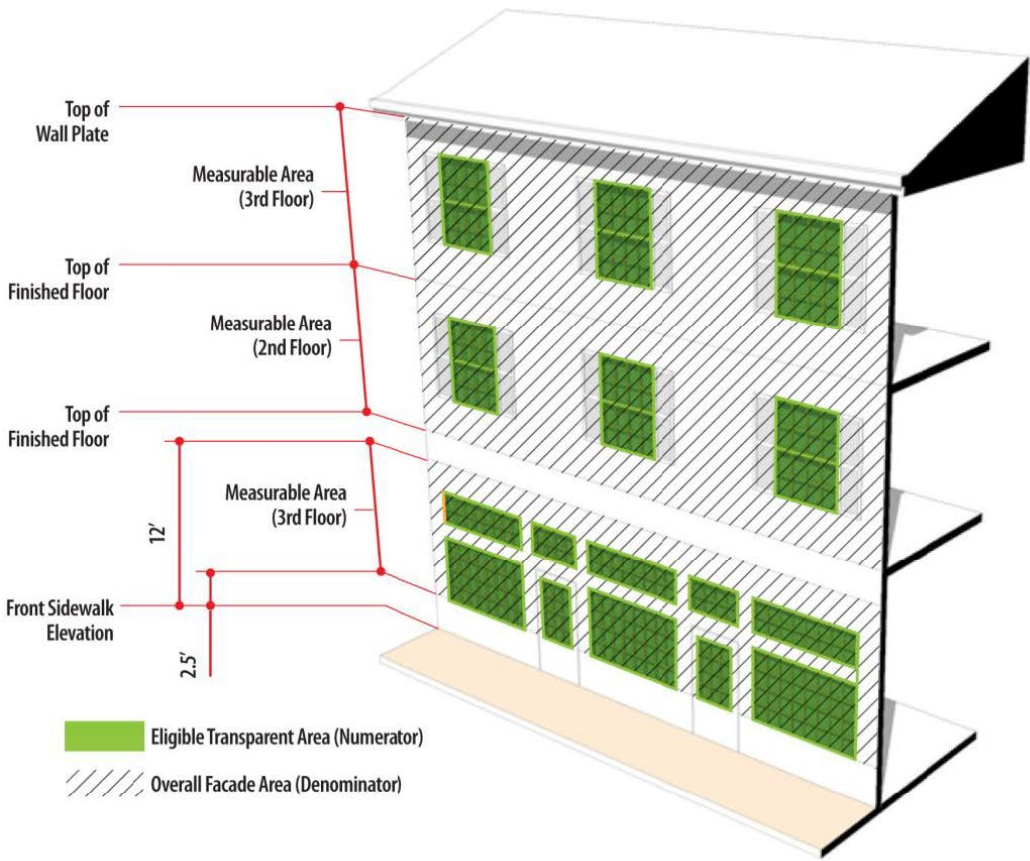 Top of
Wall Plate
Measurable Area
(3rd Floor)
Top of
Finished Floor
Measurable Area
(2nd Floor)
Top of
Finished Floor
Measurable Area
(3rd Floor)
12′
Front Sidewalk
Elevation
2.5′
Eligible Transparent Area (Numerator)
Overall Facade Area (Denominator)